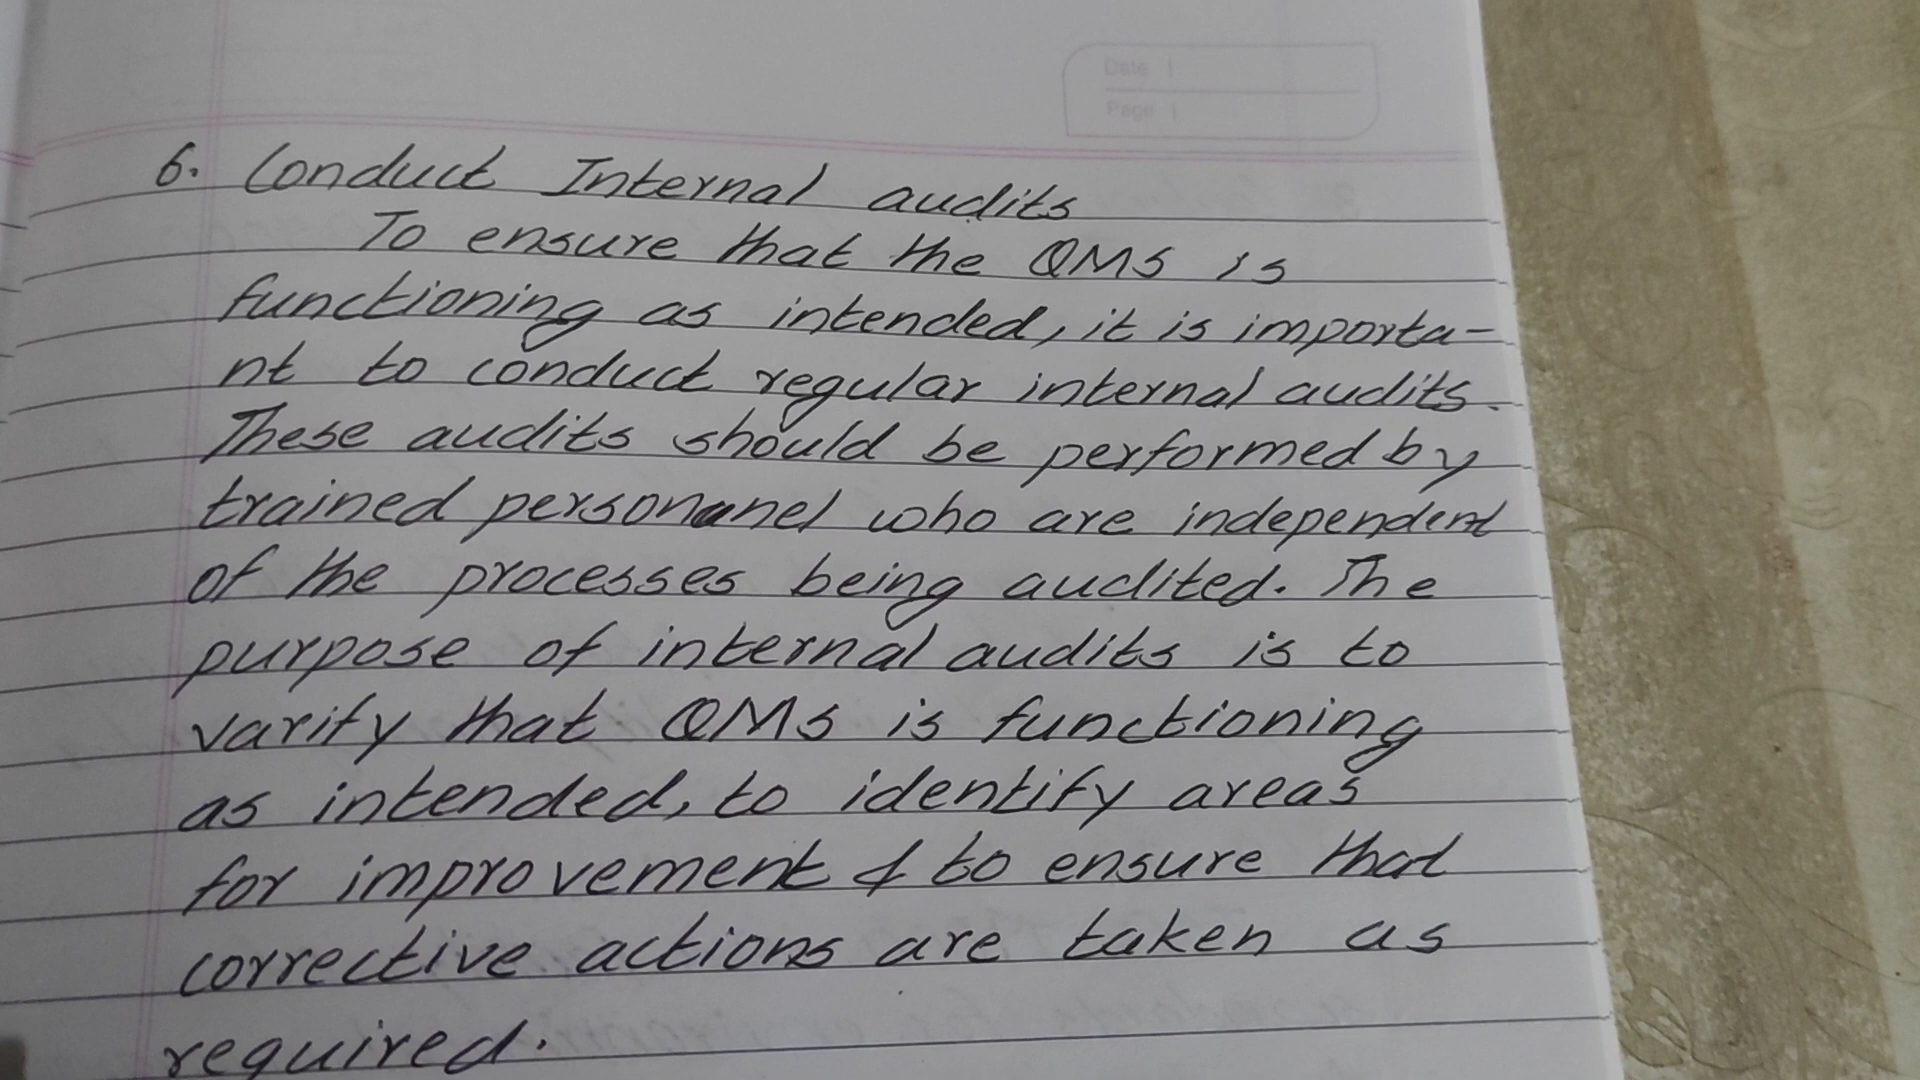 Date
Page
6. Conduct Internal audits
To ensure that the QMS is
functioning as intended, it is importa-
nt to conduct regular internal audits.
These audits should be performed by
trained personanel who are independent
of the processes being audited. The
purpose of internal audits is to
varify that QMS is functioning
as intended, to identify areas
for improvement & to ensure that
corrective actions are taken as
required.